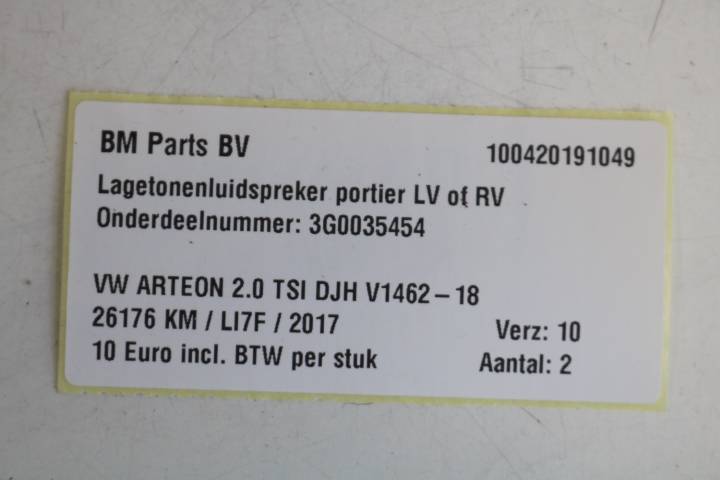 BM Parts BV 100420191049
Lagetonenluidspreker portier LV of RV
Onderdeelnummer: 3G0035454
VW ARTEON 2.0 TSI DJH V1462-18
26176 KM / LI7F / 2017 Verz: 10
10 Euro incl. BTW per stuk Aantal: 2